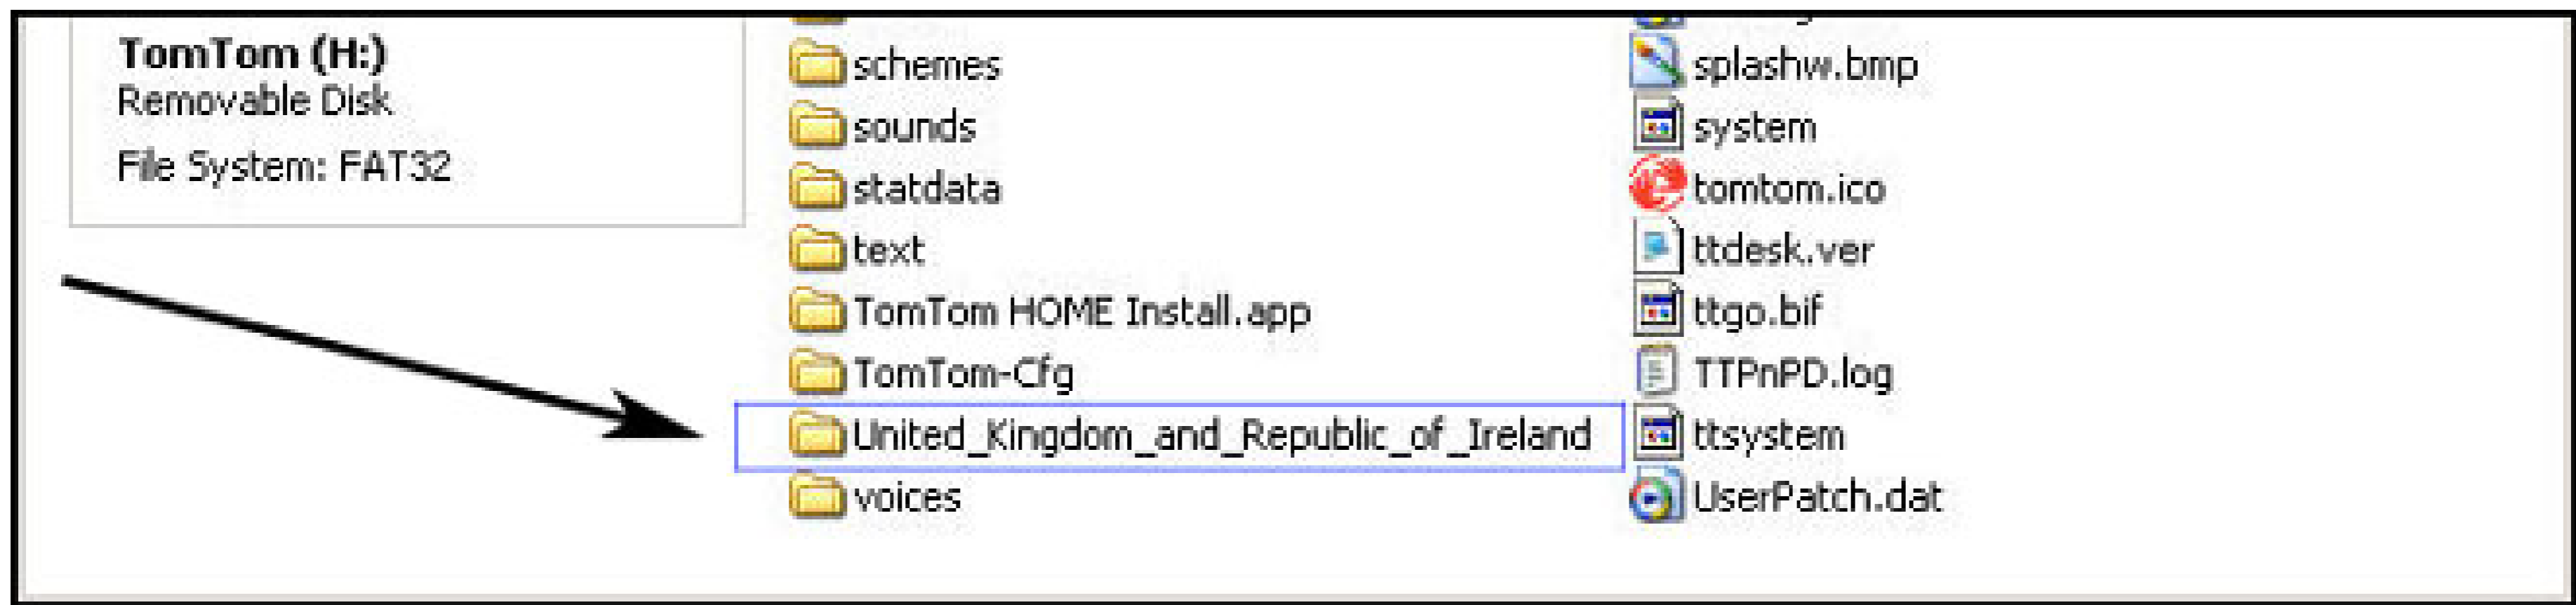 TomTom (H:)
Removable Disk
File System: FAT32
schemes
sounds
statdata
text
TomTom HOME Install.app
TomTom-Cfg
United_Kingdom_and_Republic_of_Ireland
voices
splashw.bmp
system
tomtom.ico
ttdesk.ver
ttgo.bif
TTPnPD.log
ttsystem
UserPatch.dat